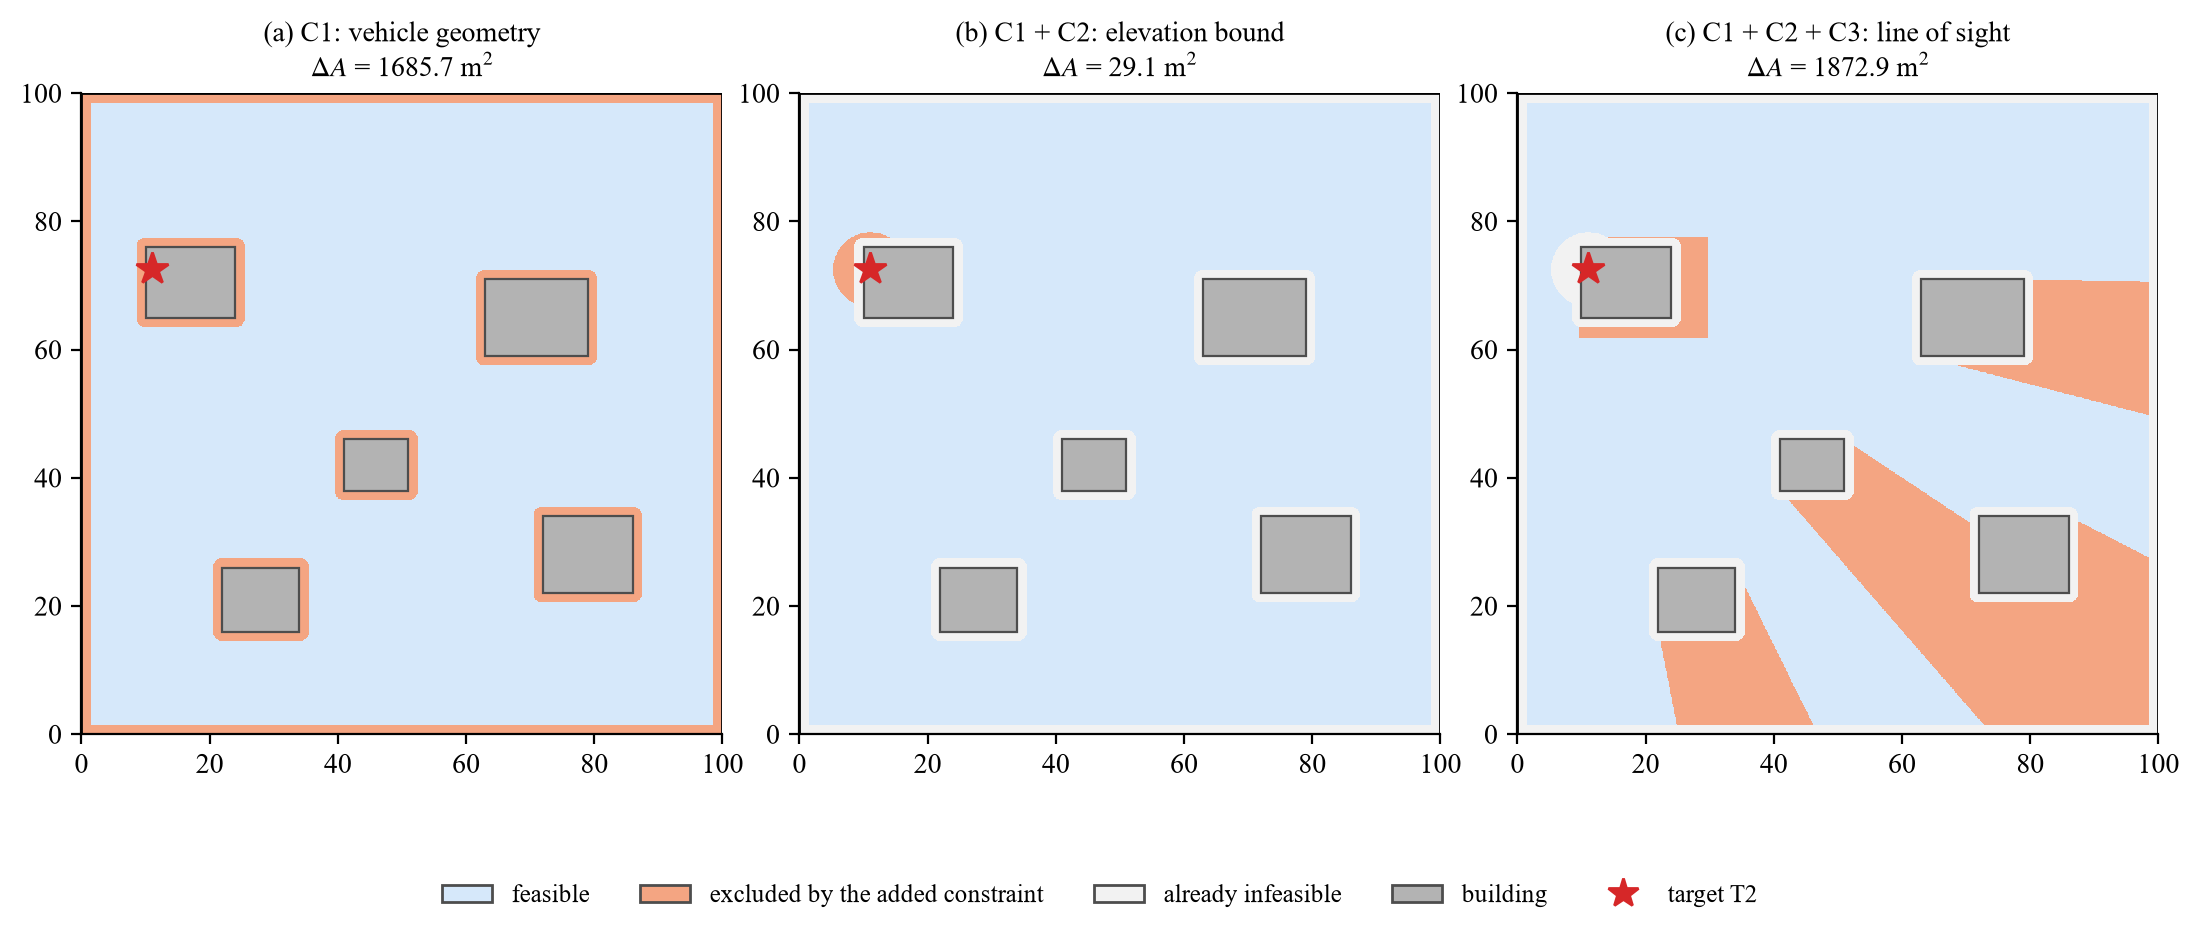 (a) C1: vehicle geometry
ΔA = 1685.7 m²
(b) C1 + C2: elevation bound
ΔA = 29.1 m²
(c) C1 + C2 + C3: line of sight
ΔA = 1872.9 m²
100
80
60
40
20
0
0 20 40 60 80 100
100
80
60
40
20
0
0 20 40 60 80 100
100
80
60
40
20
0
0 20 40 60 80 100
feasible excluded by the added constraint already infeasible building target T2